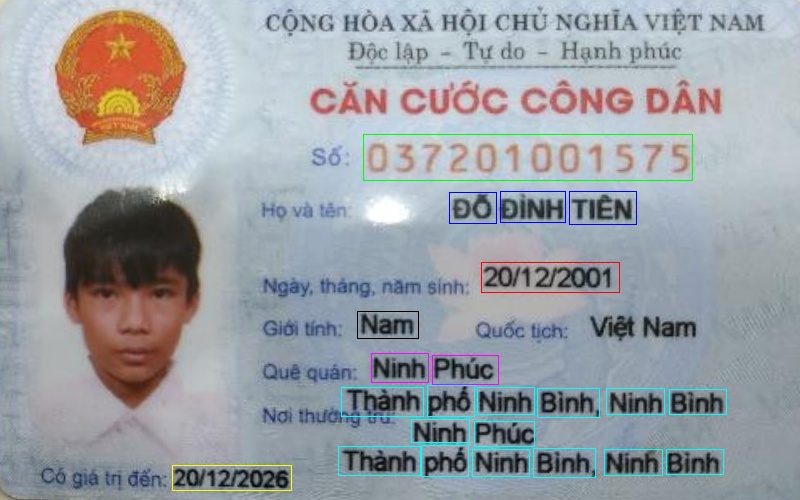 CỘNG HÒA XÃ HỘI CHỦ NGHĨA VIỆT NAM
Độc lập - Tự do - Hạnh phúc
CĂN CƯỚC CÔNG DÂN
Số: 037201001575
Họ và tên: ĐỖ ĐÌNH TIÊN
Ngày, tháng, năm sinh: 20/12/2001
Giới tính: Nam Quốc tịch: Việt Nam
Quê quán: Ninh Phúc
Thành phố Ninh Bình, Ninh Bình
Nơi thường trú: Ninh Phúc
Thành phố Ninh Bình, Ninh Bình
Có giá trị đến: 20/12/2026